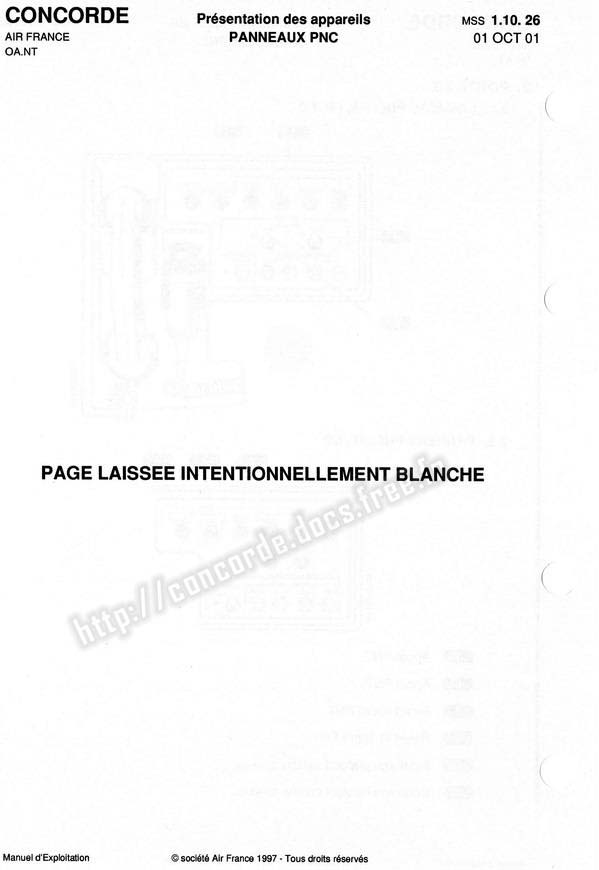 CONCORDE
AIR FRANCE
OA.NT
Présentation des appareils
PANNEAUX PNC
MSS 1.10. 26
01 OCT 01
PAGE LAISSEE INTENTIONNELLEMENT BLANCHE
http://concorde.docs.free.fr
Manuel d'Exploitation
© société Air France 1997 - Tous droits réservés